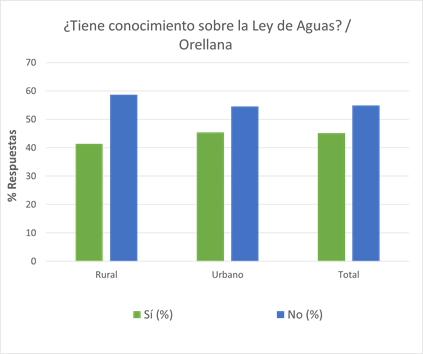 ¿Tiene conocimiento sobre la Ley de Aguas? /
Orellana
70
60
50
40
30
20
10
0
% Respuestas
Rural
Urbano
Total
Sí (%)
No (%)